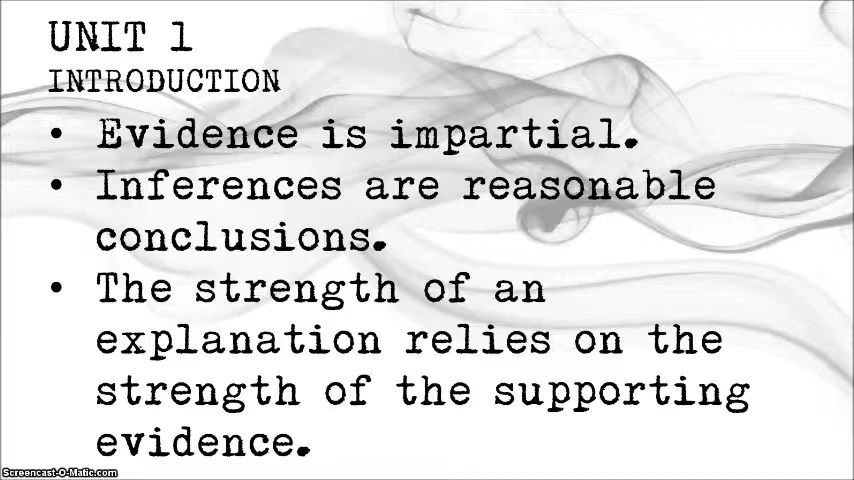 UNIT 1
INTRODUCTION
• Evidence is impartial.
• Inferences are reasonable
conclusions.
• The strength of an
explanation relies on the
strength of the supporting
evidence.
Screencast-O-Matic.com